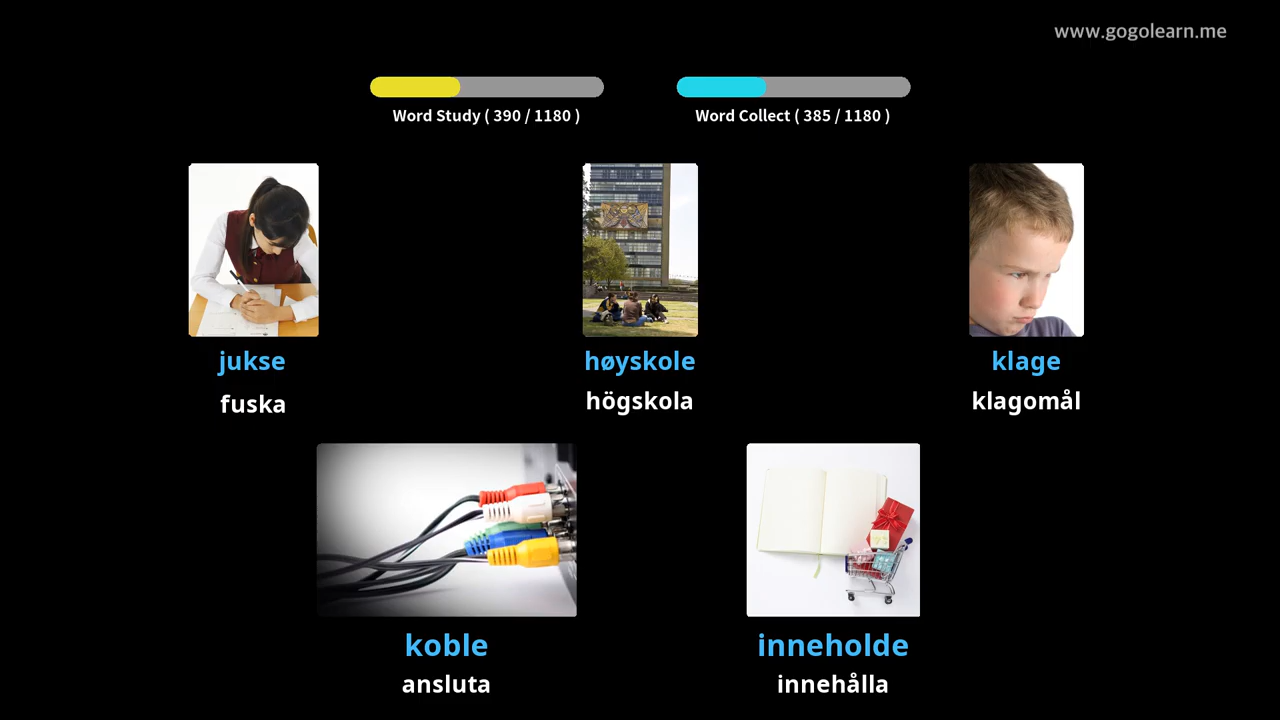 www.gogolearn.me
Word Study ( 390 / 1180 )
Word Collect ( 385 / 1180 )
jukse
fuska
høyskole
högskola
klage
klagomål
koble
ansluta
inneholde
innehålla